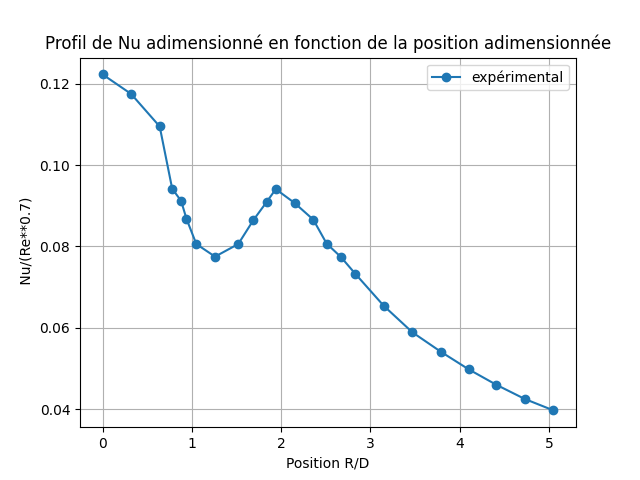 Profil de Nu adimensionné en fonction de la position adimensionnée
expérimental
0.12
0.10
0.08
0.06
0.04
Nu/(Re**0.7)
0 1 2 3 4 5
Position R/D